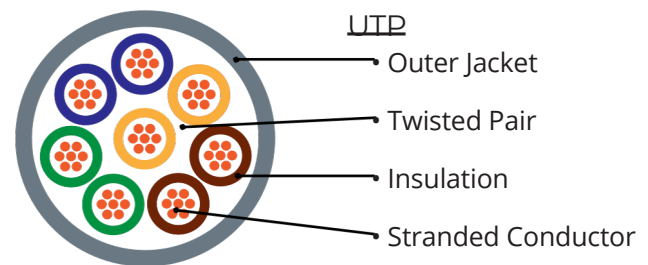 UTP
Outer Jacket
Twisted Pair
Insulation
Stranded Conductor